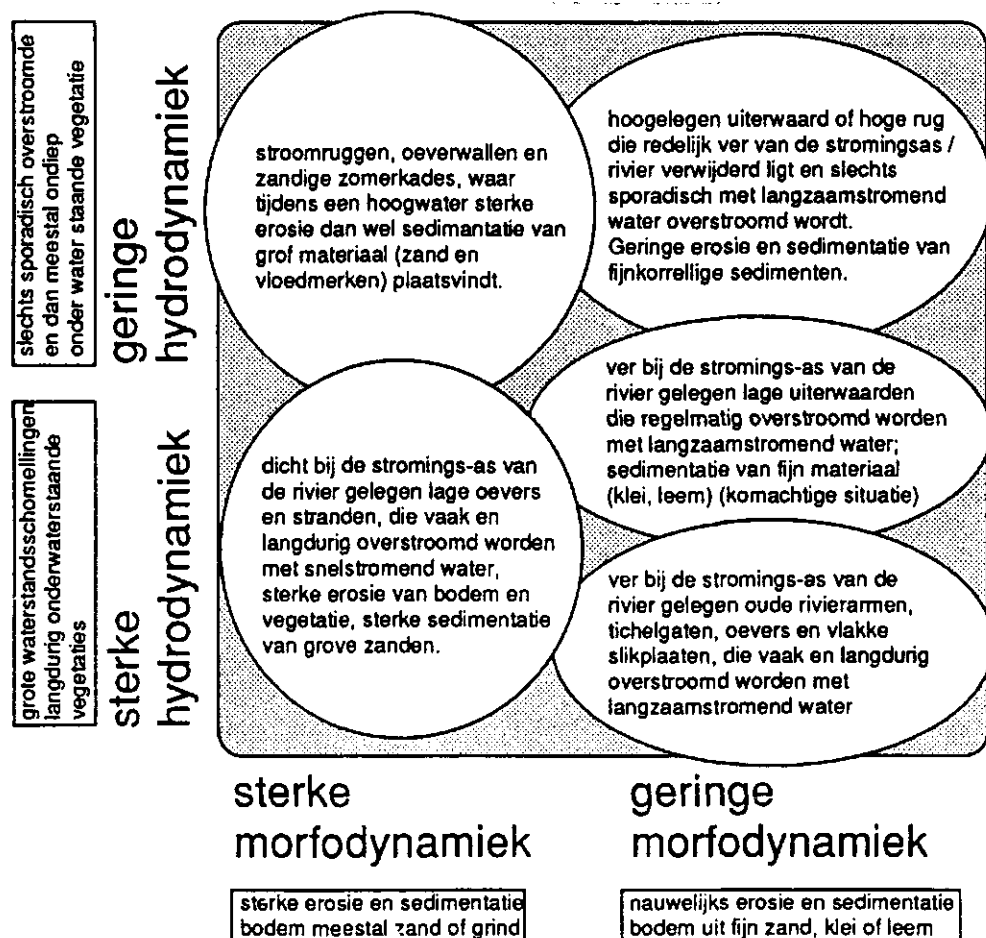 slechts sporadisch overstroomde
en dan meestal ondiep
onder water staande vegetatie
geringe
hydrodynamiek
stroomruggen, oeverwallen en
zandige zomerkades, waar
tijdens een hoogwater sterke
erosie dan wel sedimantatie van
grof materiaal (zand en
vloedmerken) plaatsvindt.
hoogelegen uiterwaard of hoge rug
die redelijk ver van de stromingsas /
rivier verwijderd ligt en slechts
sporadisch met langzaamstromend
water overstroomd wordt.
Geringe erosie en sedimentatie van
fijnkorrellige sedimenten.
ver bij de stromings-as van de
rivier gelegen lage uiterwaarden
die regelmatig overstroomd worden
met langzaamstromend water;
sedimentatie van fijn materiaal
(klei, leem) (komachtige situatie)
grote waterstandsschomellingen
langdurig onderwaterstaande
vegetaties
sterke
hydrodynamiek
dicht bij de stromings-as van
de rivier gelegen lage oevers
en stranden, die vaak en
langdurig overstroomd worden
met snelstromend water,
sterke erosie van bodem en
vegetatie, sterke sedimentatie
van grove zanden.
ver bij de stromings-as van de
rivier gelegen oude rivierarmen,
tichelgaten, oevers en vlakke
slikplaaten, die vaak en langdurig
overstroomd worden met
langzaamstromend water
sterke
morfodynamiek
geringe
morfodynamiek
sterke erosie en sedimentatie
bodem meestal zand of grind
nauwelijks erosie en sedimentatie
bodem uit fijn zand, klei of leem